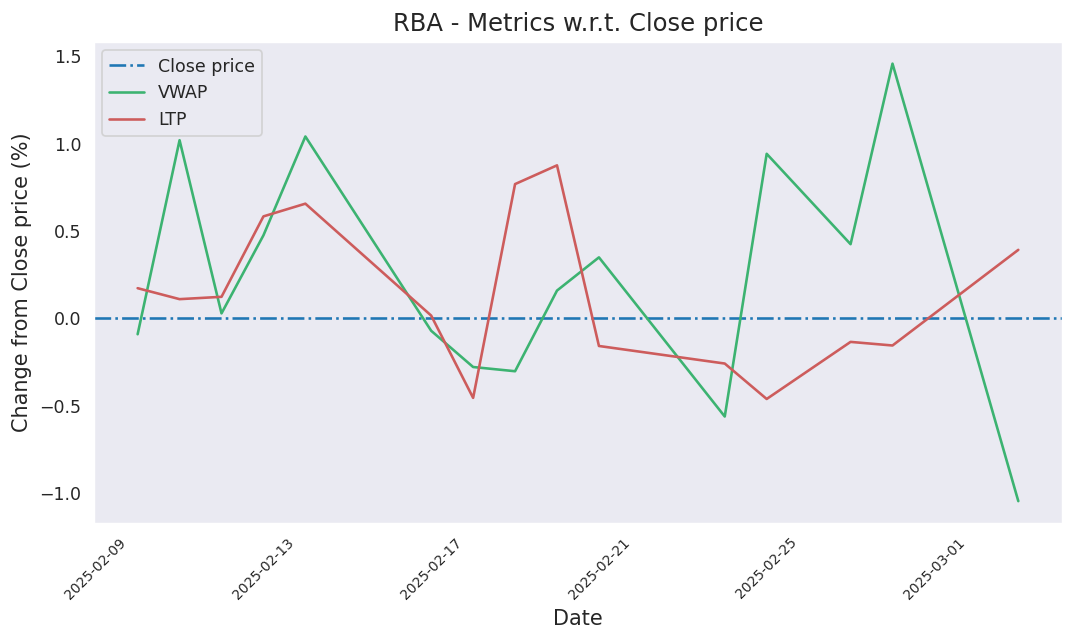 RBA - Metrics w.r.t. Close price
Close price
VWAP
LTP
Change from Close price (%)
1.5
1.0
0.5
0.0
−0.5
−1.0
2025-02-09
2025-02-13
2025-02-17
2025-02-21
2025-02-25
2025-03-01
Date